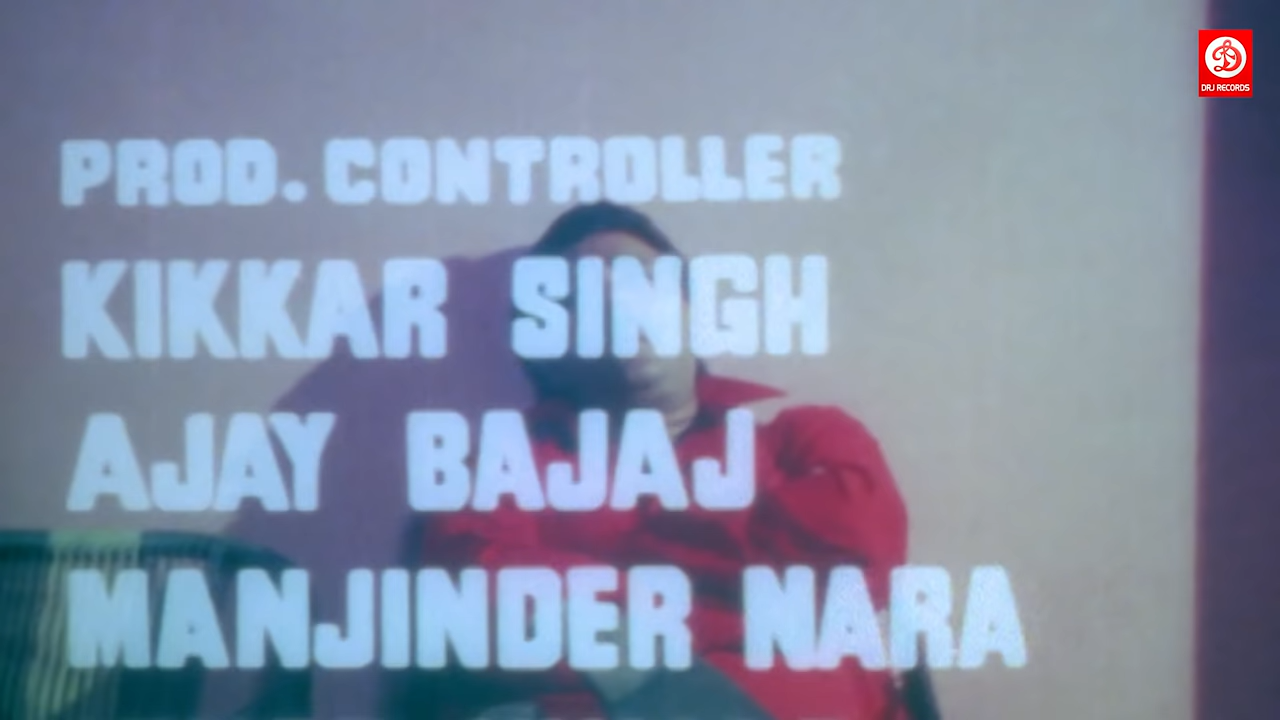 DRJ RECORDS
PROD. CONTROLLER
KIKKAR SINGH
AJAY BAJAJ
MANJINDER NARA